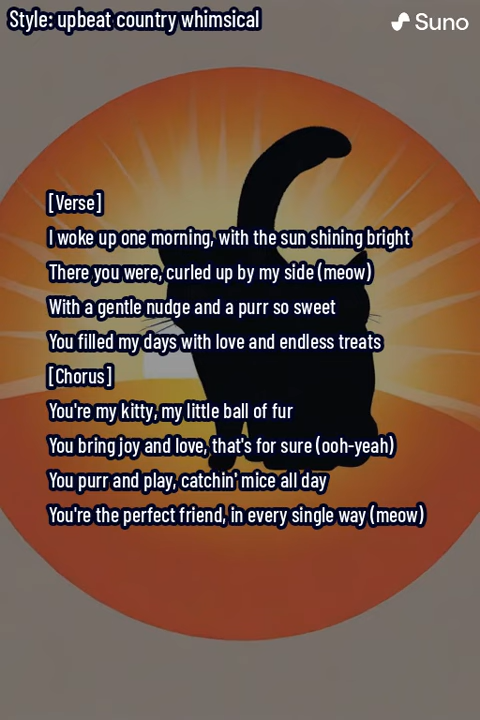 Style: upbeat country whimsical
Suno
[Verse]
I woke up one morning, with the sun shining bright
There you were, curled up by my side (meow)
With a gentle nudge and a purr so sweet
You filled my days with love and endless treats
[Chorus]
You're my kitty, my little ball of fur
You bring joy and love, that's for sure (ooh-yeah)
You purr and play, catchin' mice all day
You're the perfect friend, in every single way (meow)